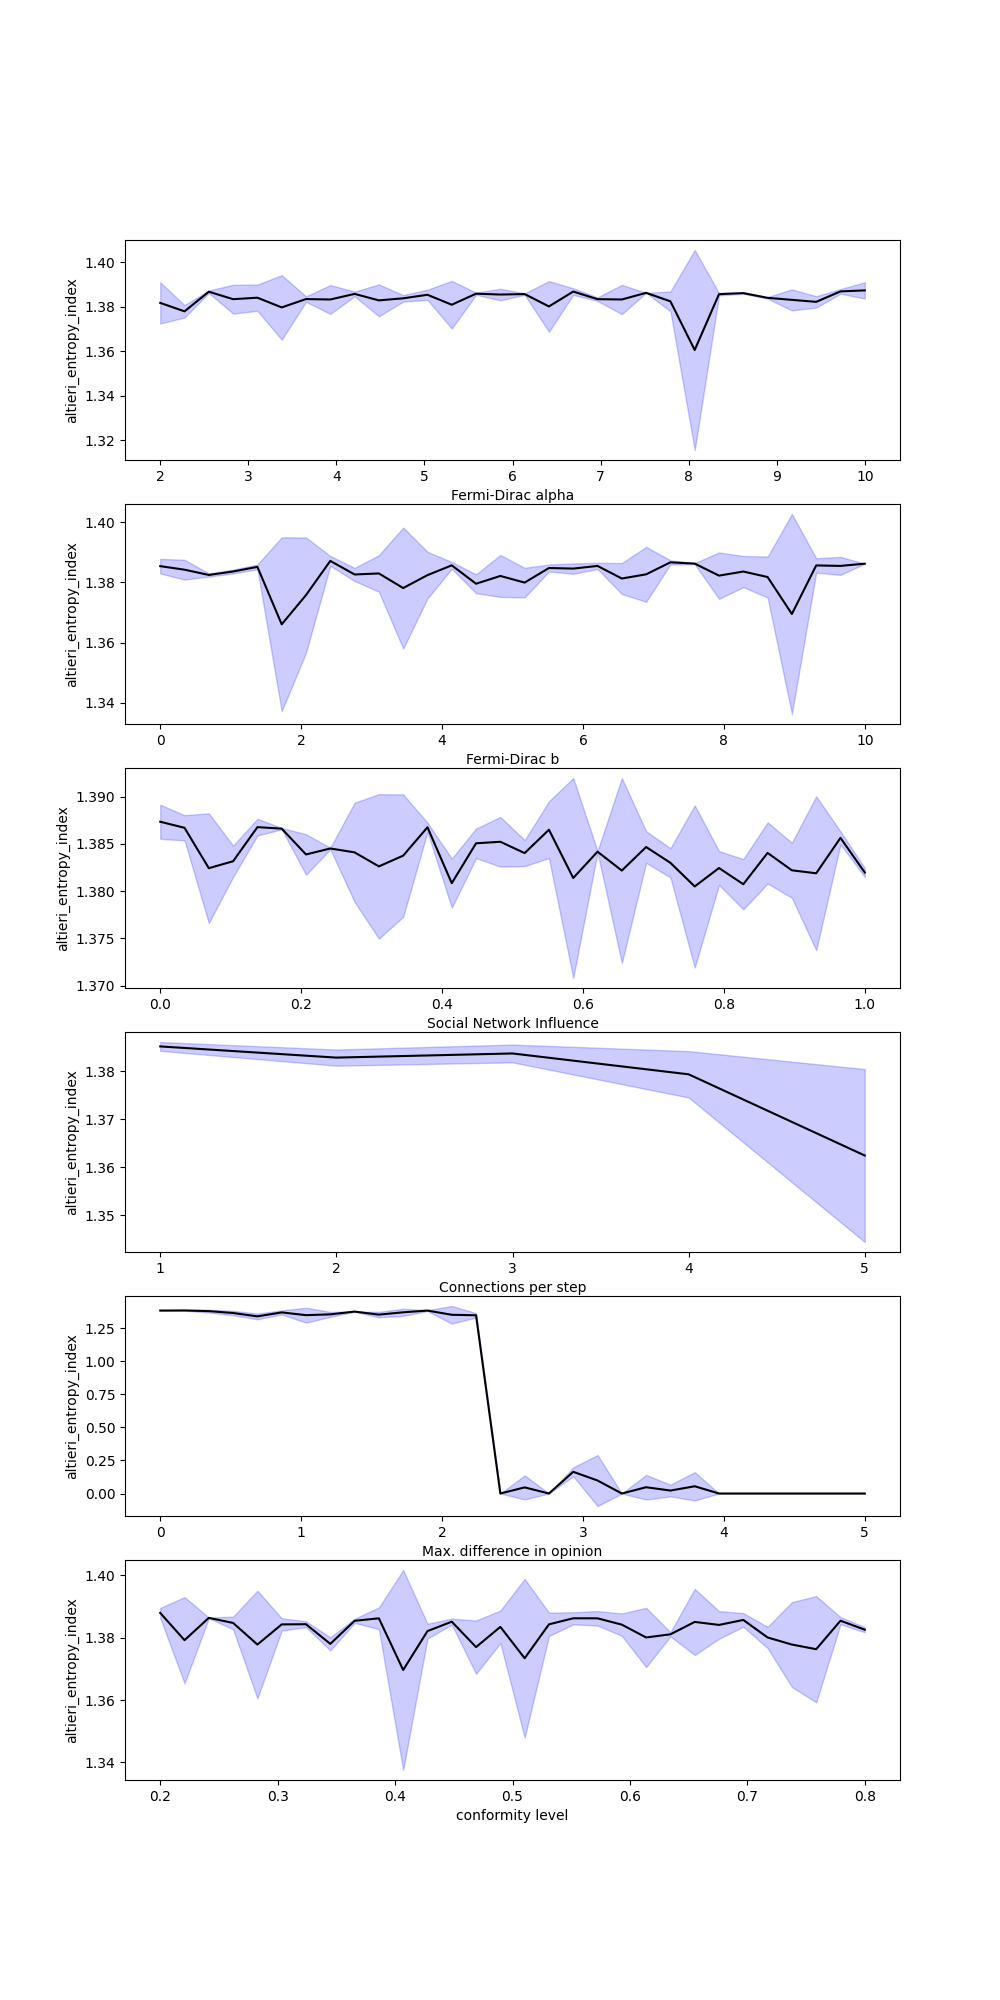 altieri_entropy_index
1.40
1.38
1.36
1.34
1.32
2 3 4 5 6 7 8 9 10
Fermi-Dirac alpha
altieri_entropy_index
1.40
1.38
1.36
1.34
0 2 4 6 8 10
Fermi-Dirac b
altieri_entropy_index
1.390
1.385
1.380
1.375
1.370
0.0 0.2 0.4 0.6 0.8 1.0
Social Network Influence
altieri_entropy_index
1.38
1.37
1.36
1.35
1 2 3 4 5
Connections per step
altieri_entropy_index
1.25
1.00
0.75
0.50
0.25
0.00
0 1 2 3 4 5
Max. difference in opinion
altieri_entropy_index
1.40
1.38
1.36
1.34
0.2 0.3 0.4 0.5 0.6 0.7 0.8
conformity level